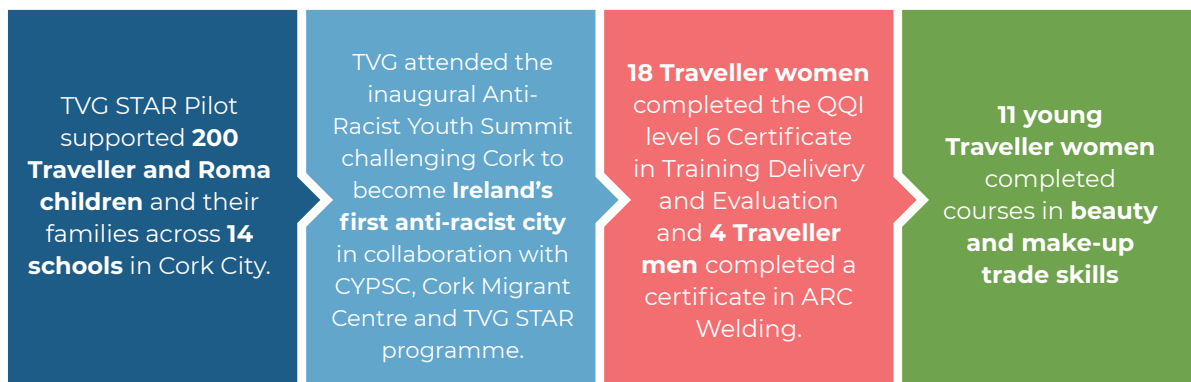 TVG STAR Pilot
supported 200
Traveller and Roma
children and their
families across 14
schools in Cork City.
TVG attended the
inaugural Anti-
Racist Youth Summit
challenging Cork to
become Ireland's
first anti-racist city
in collaboration with
CYPSC, Cork Migrant
Centre and TVG STAR
programme.
18 Traveller women
completed the QQI
level 6 Certificate
in Training Delivery
and Evaluation
and 4 Traveller
men completed a
certificate in ARC
Welding.
11 young
Traveller women
completed
courses in beauty
and make-up
trade skills